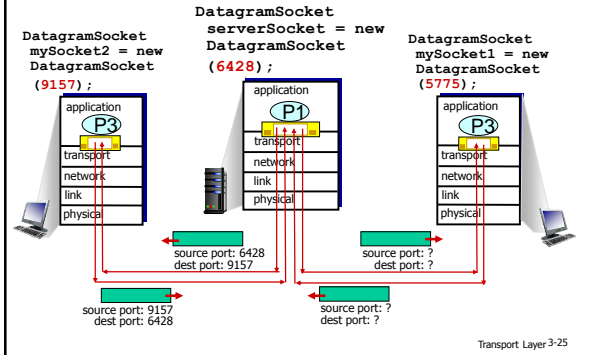 DatagramSocket
mySocket2 = new
DatagramSocket
(9157);
DatagramSocket
serverSocket = new
DatagramSocket
(6428);
DatagramSocket
mySocket1 = new
DatagramSocket
(5775);
application
P3
transport
network
link
physical
application
P1
transport
network
link
physical
application
P3
transport
network
link
physical
source port: 6428
dest port: 9157
source port: ?
dest port: ?
source port: 9157
dest port: 6428
source port: ?
dest port: ?
Transport Layer 3-25